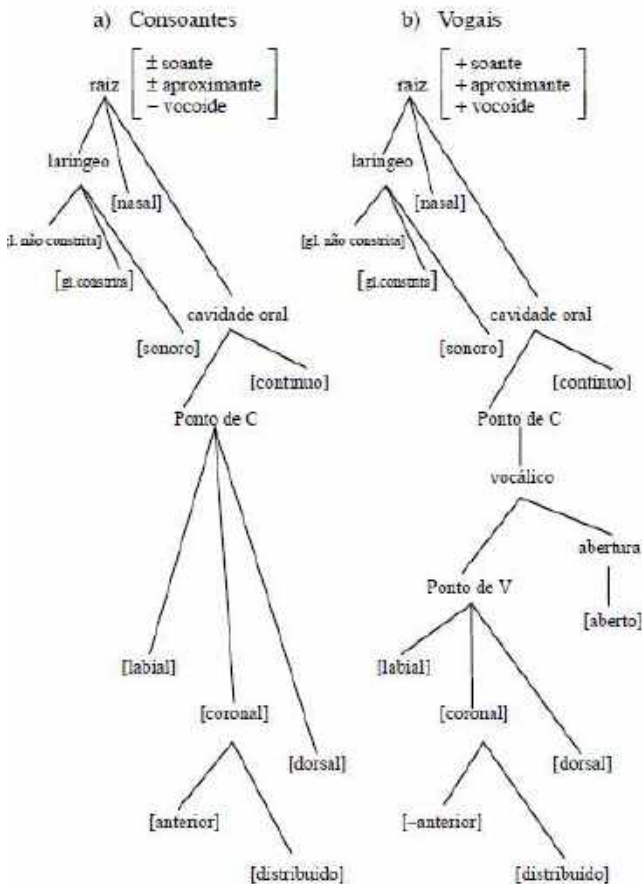 a) Consoantes
raiz
± soante
± aproximante
− vocoide
laríngeo
[nasal]
gl. não constrita]
[gl.constrita]
cavidade oral
[sonoro]
[contínuo]
Ponto de C
[labial]
[coronal]
[dorsal]
[anterior]
[distribuído]
b) Vogais
raiz
+ soante
+ aproximante
+ vocoide
laríngeo
[nasal]
[gl. não constrita]
[gl.constrita]
cavidade oral
[sonoro]
[contínuo]
Ponto de C
vocálico
abertura
Ponto de V
[aberto]
[labial]
[coronal]
[dorsal]
[−anterior]
[distribuído]